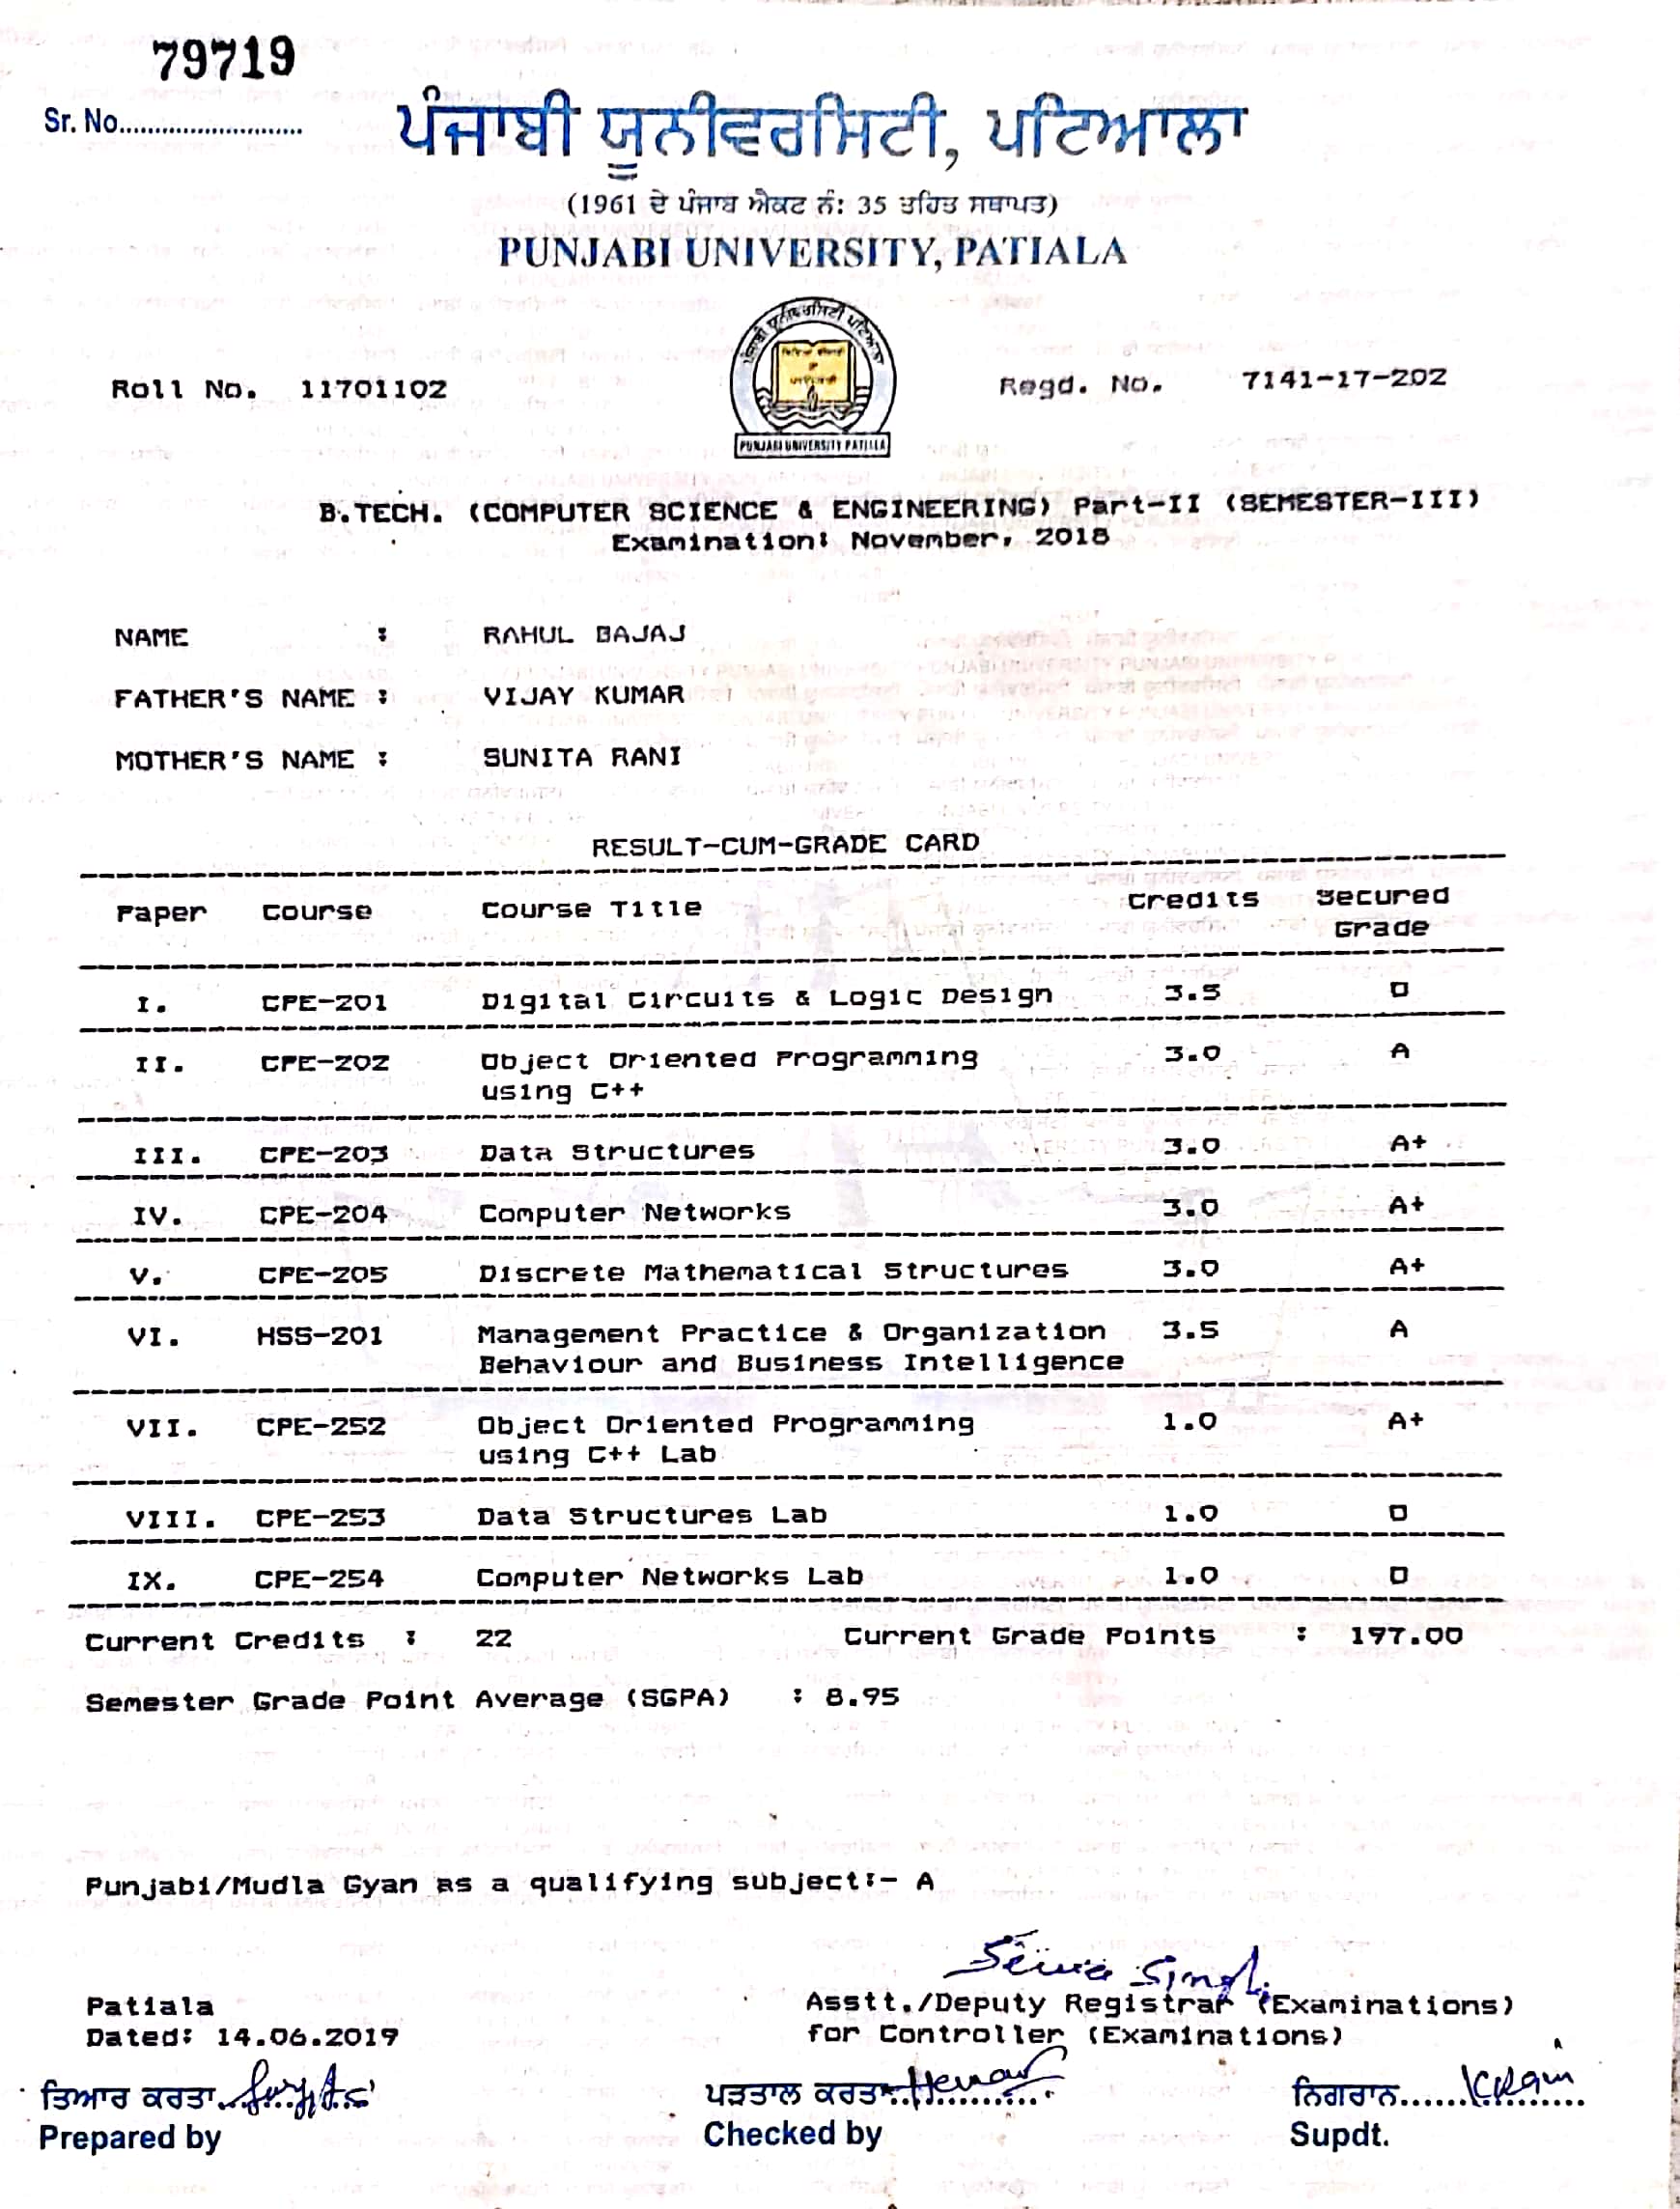 79719
Sr. No..........................
ਪੰਜਾਬੀ ਯੂਨੀਵਰਸਿਟੀ, ਪਟਿਆਲਾ
(1961 ਦੇ ਪੰਜਾਬ ਐਕਟ ਨੰ: 35 ਤਹਿਤ ਸਥਾਪਤ)
PUNJABI UNIVERSITY, PATIALA
ਪੰਜਾਬੀ ਯੂਨੀਵਰਸਿਟੀ ਪਟਿਆਲਾ
PUNJABI UNIVERSITY PATIALA
Roll No. 11701102 Regd. No. 7141-17-202
B.TECH. (COMPUTER SCIENCE & ENGINEERING) Part-II (SEMESTER-III)
Examination: November, 2018
NAME : RAHUL BAJAJ
FATHER'S NAME : VIJAY KUMAR
MOTHER'S NAME : SUNITA RANI
RESULT-CUM-GRADE CARD
Paper Course Course Title Credits Secured
Grade
I. CPE-201 Digital Circuits & Logic Design 3.5 O
II. CPE-202 Object Oriented Programming 3.0 A
using C++
III. CPE-203 Data Structures 3.0 A+
IV. CPE-204 Computer Networks 3.0 A+
V. CPE-205 Discrete Mathematical Structures 3.0 A+
VI. HSS-201 Management Practice & Organization 3.5 A
Behaviour and Business Intelligence
VII. CPE-252 Object Oriented Programming 1.0 A+
using C++ Lab
VIII. CPE-253 Data Structures Lab 1.0 O
IX. CPE-254 Computer Networks Lab 1.0 O
Current Credits : 22 Current Grade Points : 197.00
Semester Grade Point Average (SGPA) : 8.95
Punjabi/Mudla Gyan as a qualifying subject:- A
Sewa Singh
Patiala Asstt./Deputy Registrar (Examinations)
Dated: 14.06.2019 for Controller (Examinations)
ਤਿਆਰ ਕਰਤਾ ਪੜਤਾਲ ਕਰਤਾ ਨਿਗਰਾਨ
Prepared by Checked by Supdt.